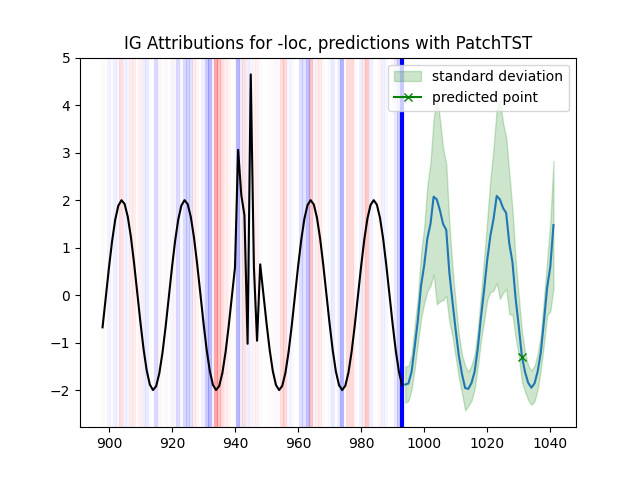 IG Attributions for -loc, predictions with PatchTST
standard deviation
predicted point
5
4
3
2
1
0
−1
−2
900 920 940 960 980 1000 1020 1040